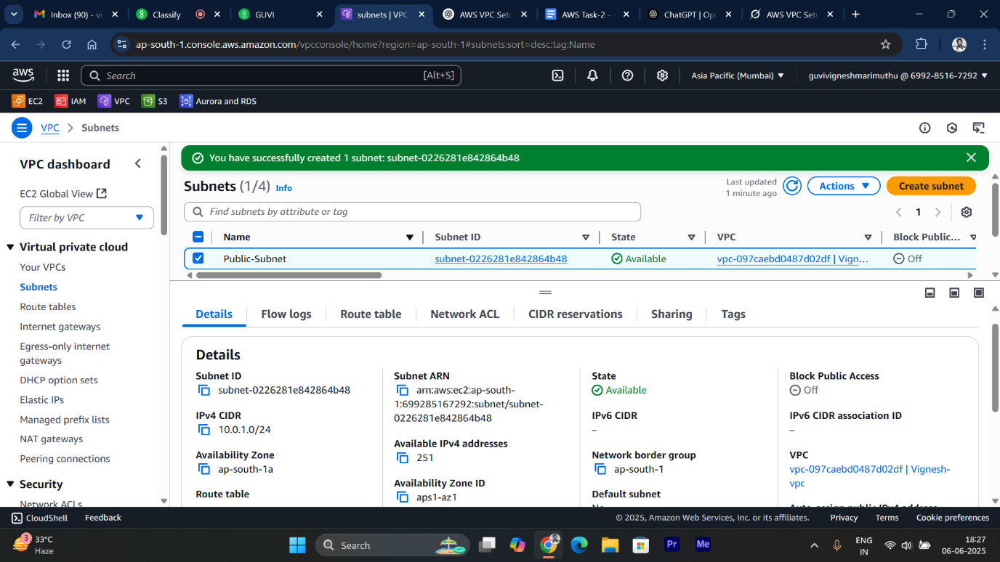 Inbox (90) - vi
Classify
GUVI
subnets | VPC
AWS VPC Setu
AWS Task-2 -
ChatGPT | Op
AWS VPC Set
ap-south-1.console.aws.amazon.com/vpcconsole/home?region=ap-south-1#subnets:sort=desc:tag:Name
aws
Search
[Alt+S]
Asia Pacific (Mumbai)
guvivigneshmarimuthu @ 6992-8516-7292
EC2
IAM
VPC
S3
Aurora and RDS
VPC
Subnets
VPC dashboard
EC2 Global View
Filter by VPC
Virtual private cloud
Your VPCs
Subnets
Route tables
Internet gateways
Egress-only internet
gateways
DHCP option sets
Elastic IPs
Managed prefix lists
NAT gateways
Peering connections
Security
Network ACLs
You have successfully created 1 subnet: subnet-0226281e842864b48
Subnets (1/4) Info
Last updated
1 minute ago
Actions
Create subnet
Find subnets by attribute or tag
1
Name
Subnet ID
State
VPC
Block Public...
Public-Subnet
subnet-0226281e842864b48
Available
vpc-097caebd0487d02df | Vign...
Off
Details
Flow logs
Route table
Network ACL
CIDR reservations
Sharing
Tags
Details
Subnet ID
subnet-0226281e842864b48
IPv4 CIDR
10.0.1.0/24
Availability Zone
ap-south-1a
Route table
Subnet ARN
arn:aws:ec2:ap-south-
1:699285167292:subnet/subnet-
0226281e842864b48
Available IPv4 addresses
251
Availability Zone ID
aps1-az1
State
Available
IPv6 CIDR
–
Network border group
ap-south-1
Default subnet
No
Block Public Access
Off
IPv6 CIDR association ID
–
VPC
vpc-097caebd0487d02df | Vignesh-
vpc
Auto-assign public IPv4 address
CloudShell
Feedback
© 2025, Amazon Web Services, Inc. or its affiliates.
Privacy
Terms
Cookie preferences
3
33°C
Haze
Search
Pr
Me
ENG
IN
18:27
06-06-2025